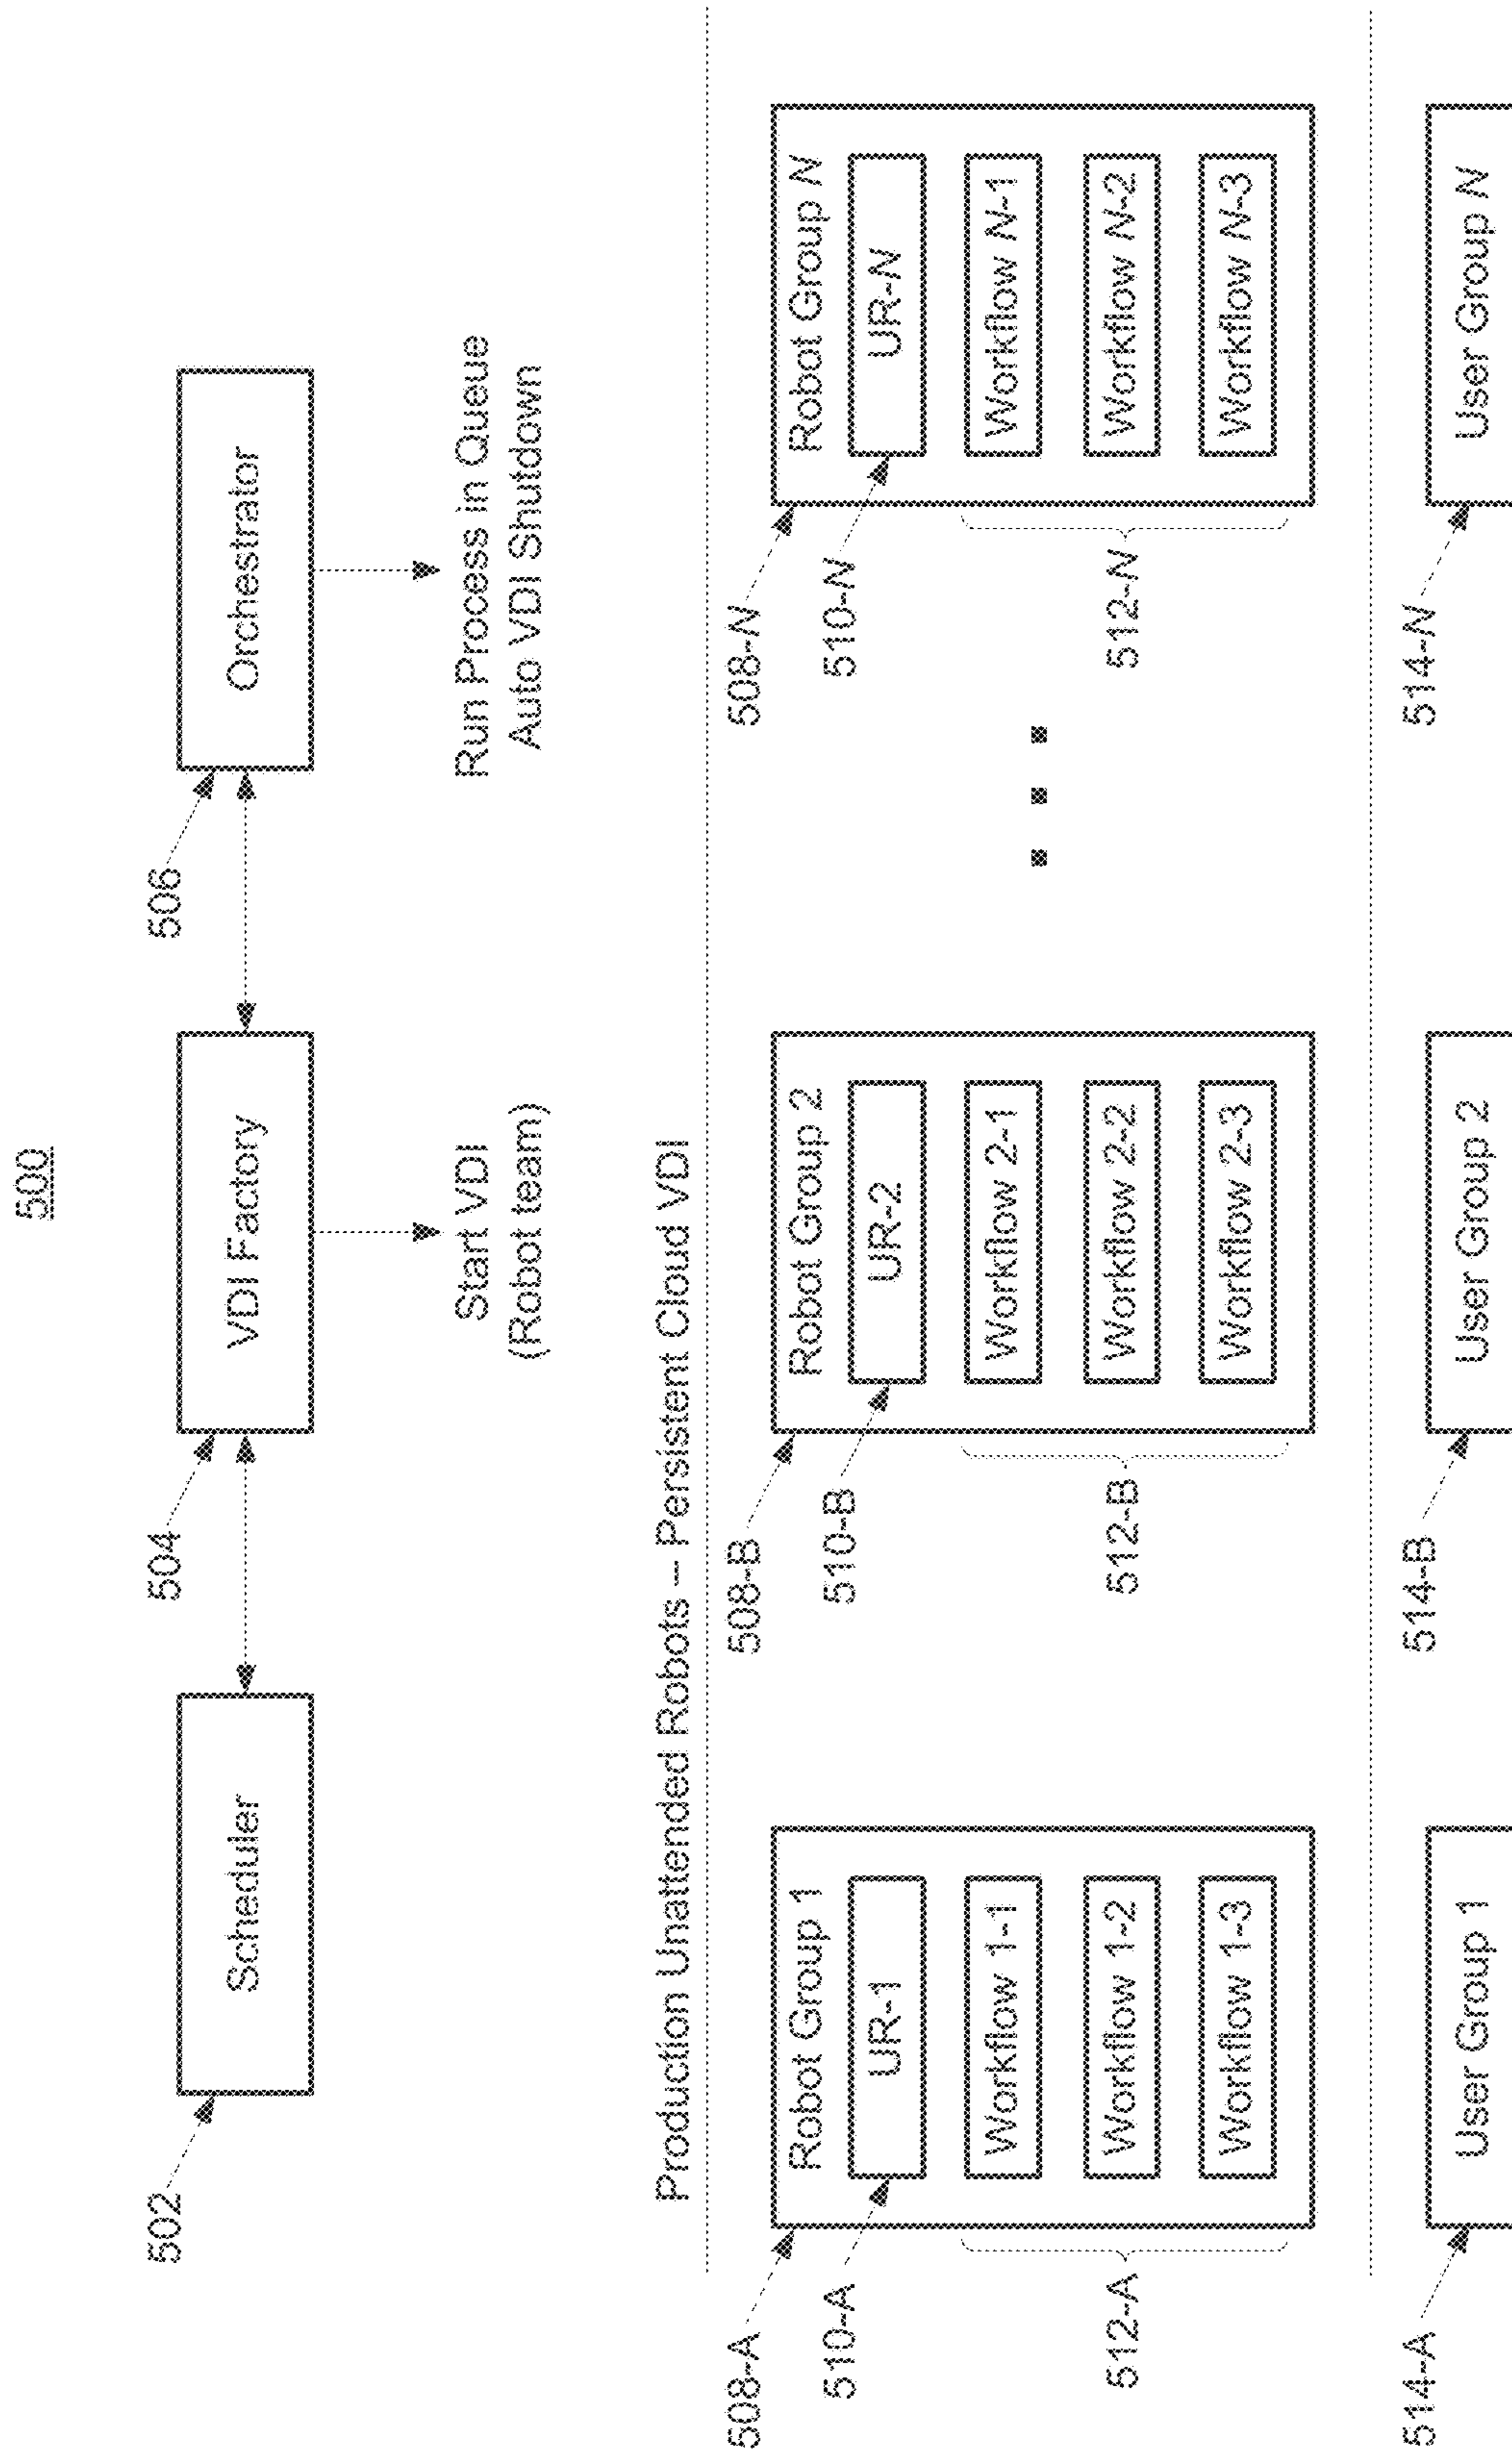 500
502
Scheduler
504
VDI Factory
506
Orchestrator
Start VDI
(Robot team)
Run Process in Queue
Auto VDI Shutdown
Production Unattended Robots – Persistent Cloud VDI
508-A
Robot Group 1
510-A
UR-1
512-A
Workflow 1-1
Workflow 1-2
Workflow 1-3
508-B
Robot Group 2
510-B
UR-2
512-B
Workflow 2-1
Workflow 2-2
Workflow 2-3
508-N
Robot Group N
510-N
UR-N
512-N
Workflow N-1
Workflow N-2
Workflow N-3
514-A
User Group 1
514-B
User Group 2
514-N
User Group N